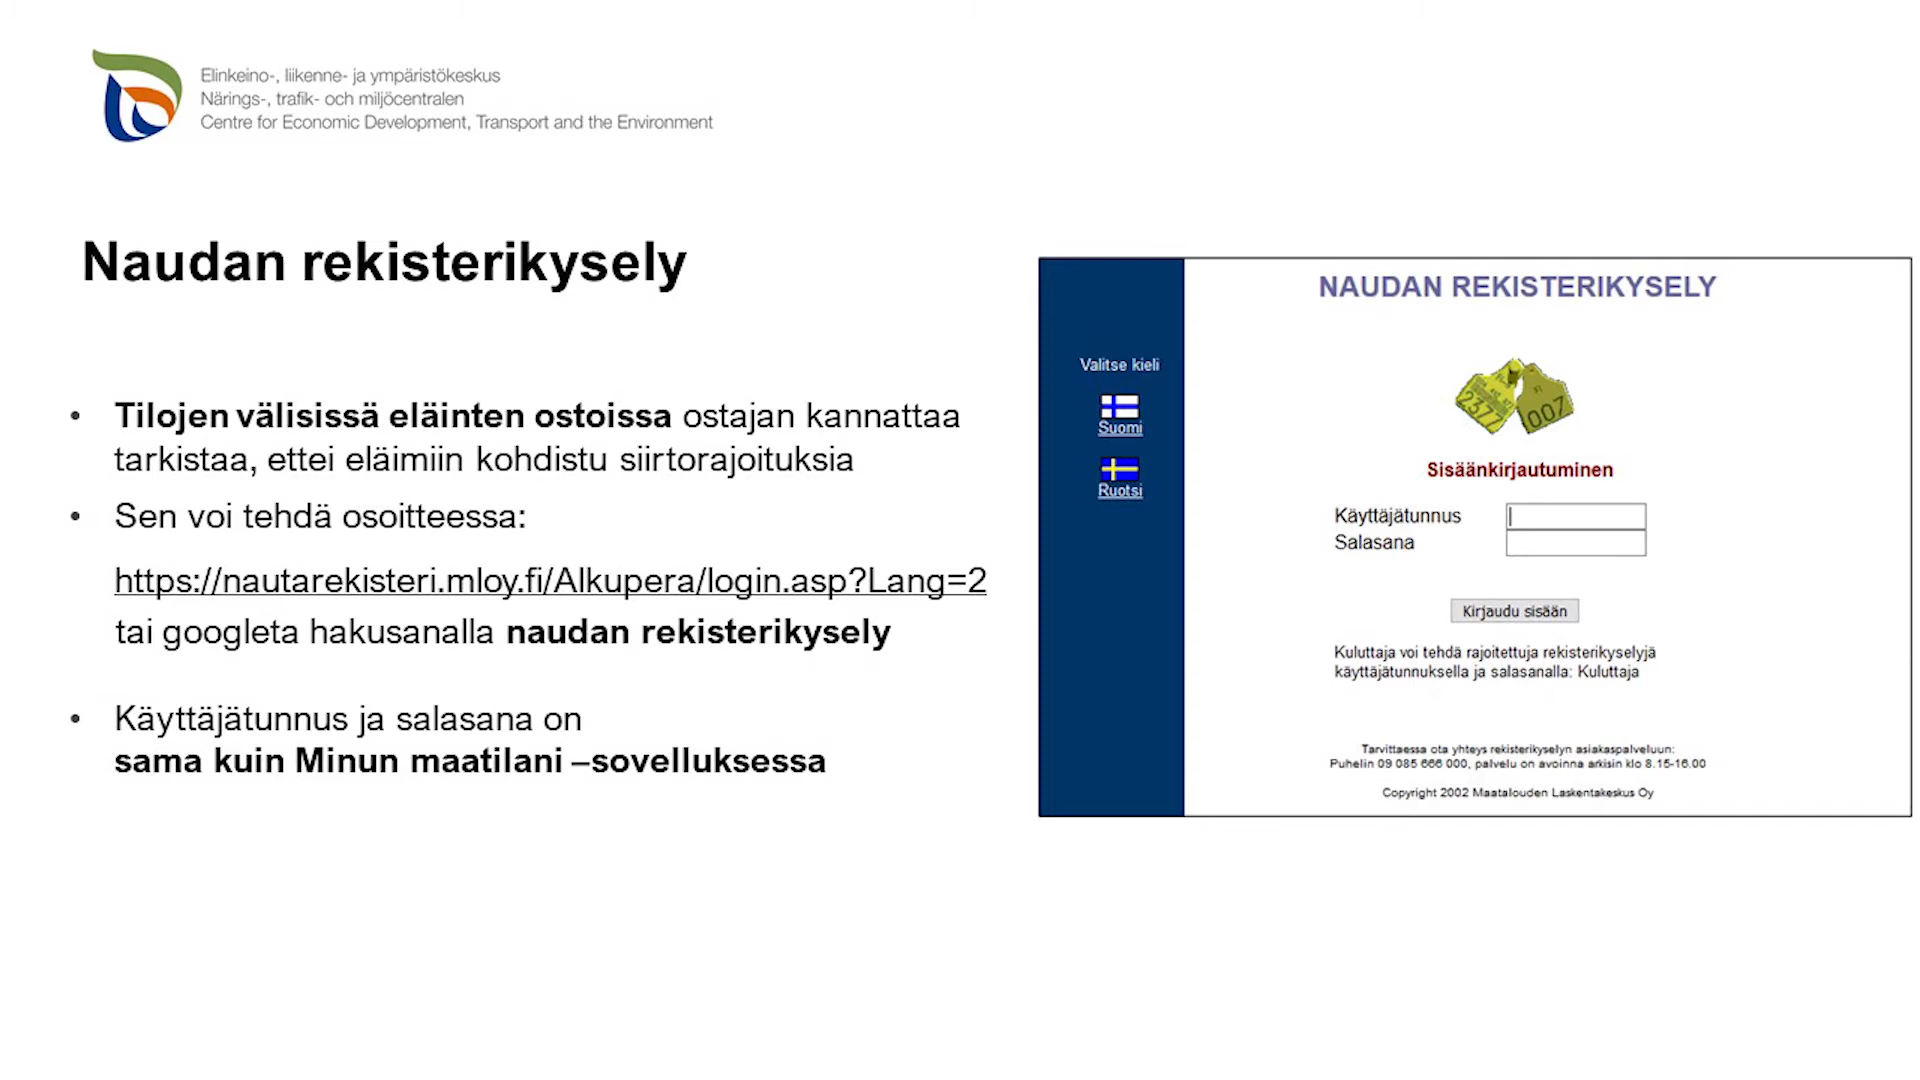 Elinkeino-, liikenne- ja ympäristökeskus
Närings-, trafik- och miljöcentralen
Centre for Economic Development, Transport and the Environment
Naudan rekisterikysely
• Tilojen välisissä eläinten ostoissa ostajan kannattaa
tarkistaa, ettei eläimiin kohdistu siirtorajoituksia
• Sen voi tehdä osoitteessa:
https://nautarekisteri.mloy.fi/Alkupera/login.asp?Lang=2
tai googleta hakusanalla naudan rekisterikysely
• Käyttäjätunnus ja salasana on
sama kuin Minun maatilani –sovelluksessa
Valitse kieli
Suomi
Ruotsi
NAUDAN REKISTERIKYSELY
2377
007
Sisäänkirjautuminen
Käyttäjätunnus
Salasana
Kirjaudu sisään
Kuluttaja voi tehdä rajoitettuja rekisterikyselyjä
käyttäjätunnuksella ja salasanalla: Kuluttaja
Tarvittaessa ota yhteys rekisterikyselyn asiakaspalveluun:
Puhelin 09 085 666 000, palvelu on avoinna arkisin klo 8.15-16.00
Copyright 2002 Maatalouden Laskentakeskus Oy